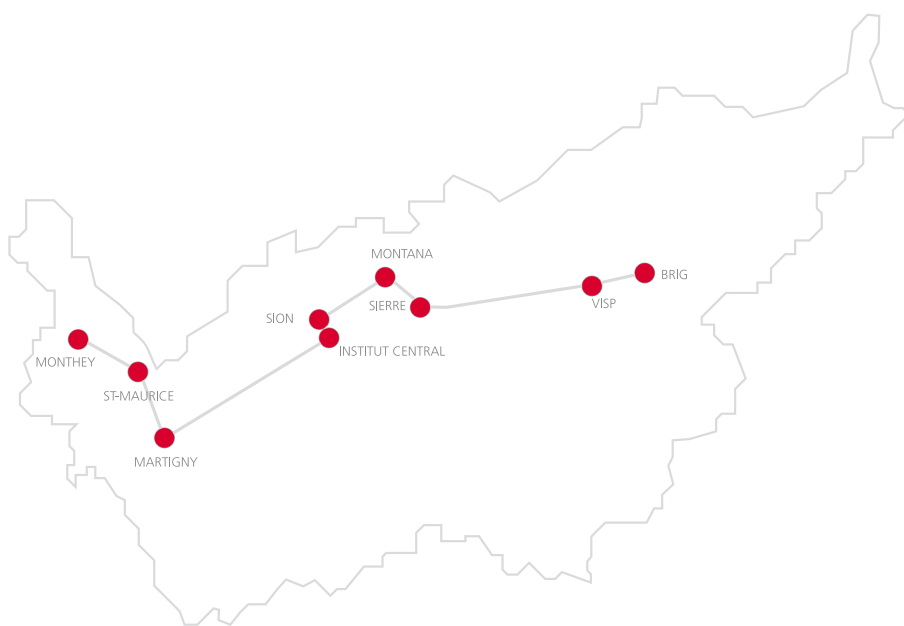 MONTANA
BRIG
VISP
SIERRE
SION
INSTITUT CENTRAL
MONTHEY
ST-MAURICE
MARTIGNY